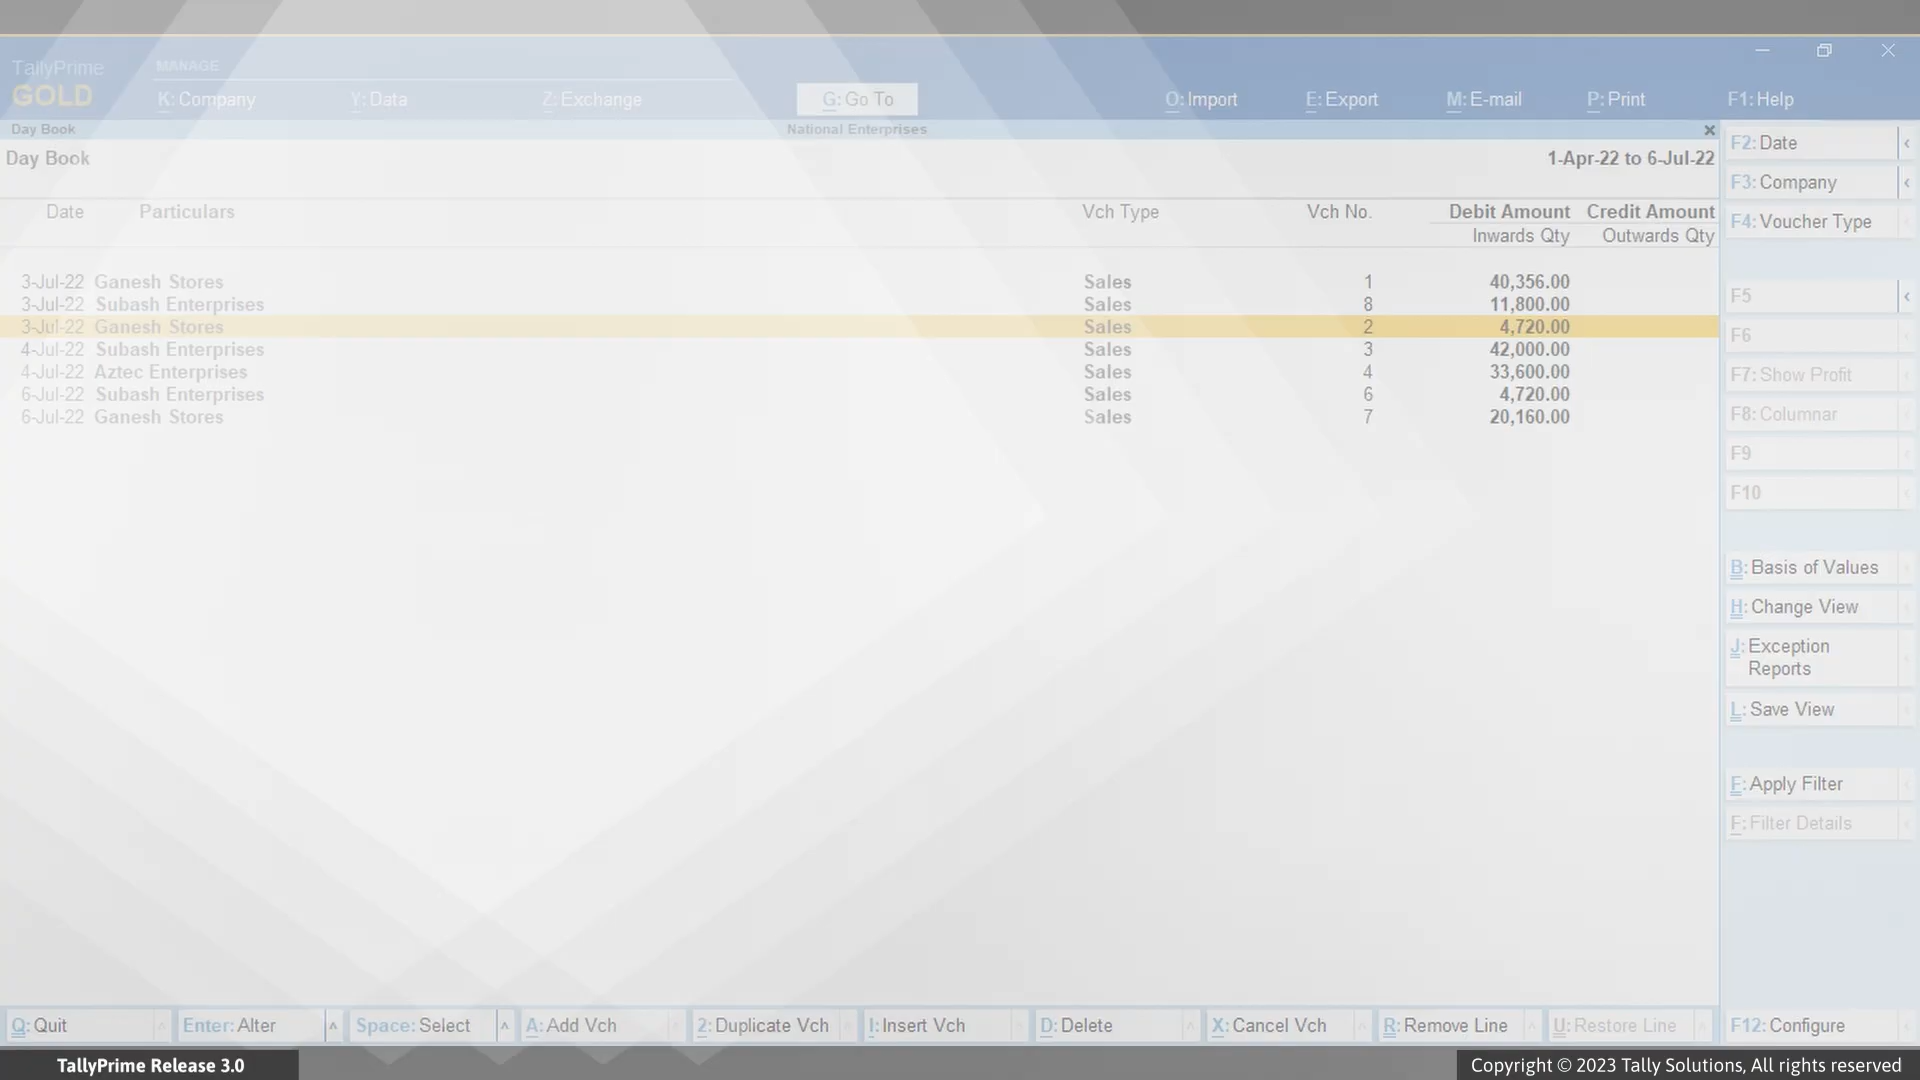 TallyPrime
GOLD
MANAGE
K: Company
Y: Data
Z: Exchange
G: Go To
O: Import
E: Export
M: E-mail
P: Print
F1: Help
Day Book
National Enterprises
Day Book
1-Apr-22 to 6-Jul-22
Date Particulars Vch Type Vch No. Debit Amount Credit Amount
Inwards Qty Outwards Qty
3-Jul-22 Ganesh Stores Sales 1 40,356.00
3-Jul-22 Subash Enterprises Sales 8 11,800.00
3-Jul-22 Ganesh Stores Sales 2 4,720.00
4-Jul-22 Subash Enterprises Sales 3 42,000.00
4-Jul-22 Aztec Enterprises Sales 4 33,600.00
6-Jul-22 Subash Enterprises Sales 6 4,720.00
6-Jul-22 Ganesh Stores Sales 7 20,160.00
F2: Date
F3: Company
F4: Voucher Type
F5
F6
F7: Show Profit
F8: Columnar
F9
F10
B: Basis of Values
H: Change View
J: Exception
Reports
L: Save View
F: Apply Filter
F: Filter Details
Q: Quit
Enter: Alter
Space: Select
A: Add Vch
2: Duplicate Vch
I: Insert Vch
D: Delete
X: Cancel Vch
R: Remove Line
U: Restore Line
F12: Configure
TallyPrime Release 3.0
Copyright © 2023 Tally Solutions, All rights reserved